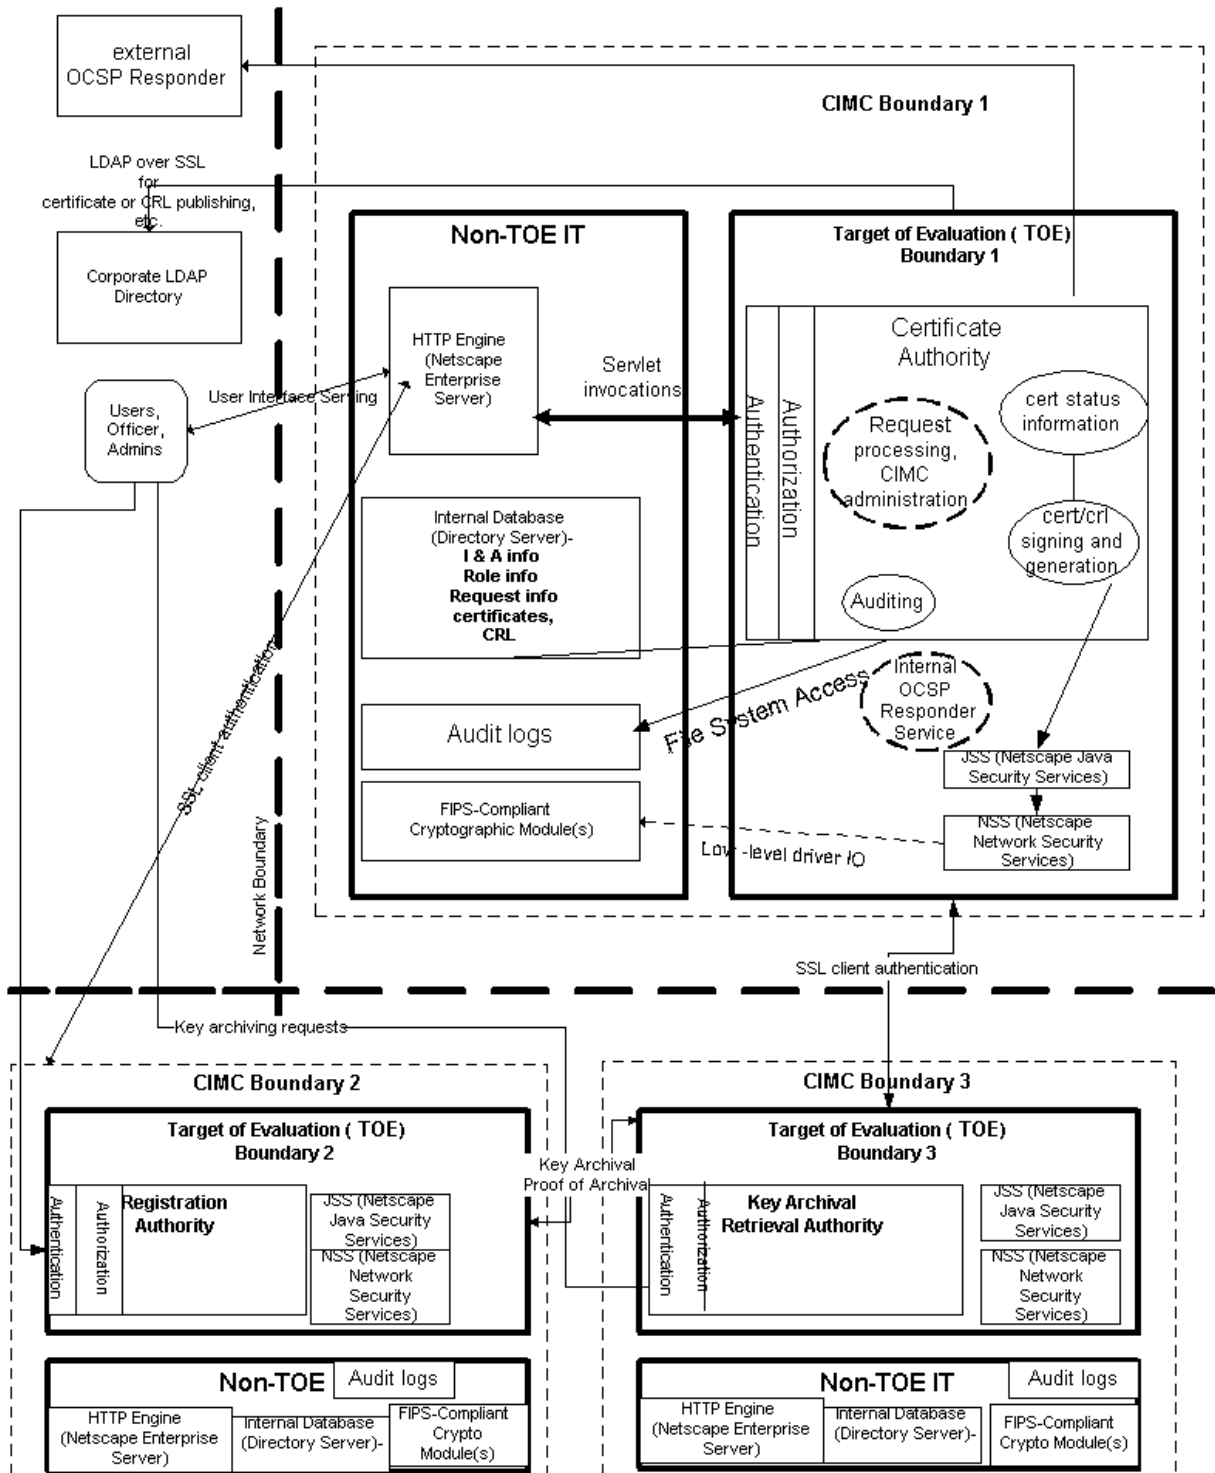 external
OCSP Responder
CIMC Boundary 1
LDAP over SSL
for
certificate or CRL publishing,
etc.
Corporate LDAP
Directory
Non-TOE IT
Target of Evaluation ( TOE)
Boundary 1
HTTP Engine
(Netscape
Enterprise
Server)
Servlet
invocations
Certificate
Authority
Authentication
Authorization
cert status
information
Request
processing,
CIMC
administration
cert/crl
signing and
generation
Auditing
Users,
Officer,
Admins
User Interface Serving
Internal Database
(Directory Server)-
I & A info
Role info
Request info
certificates,
CRL
Internal
OCSP
Responder
Service
File System Access
Audit logs
JSS (Netscape Java
Security Services)
FIPS-Compliant
Cryptographic Module(s)
NSS (Netscape
Network Security
Services)
Low -level driver IO
SSL client authentication
Network Boundary
SSL client authentication
Key archiving requests
CIMC Boundary 2
Target of Evaluation ( TOE)
Boundary 2
Authentication
Authorization
Registration
Authority
JSS (Netscape
Java Security
Services)
NSS (Netscape
Network
Security
Services)
Key Archival
Proof of Archival
CIMC Boundary 3
Target of Evaluation ( TOE)
Boundary 3
Authentication
Authorization
Key Archival
Retrieval Authority
JSS (Netscape
Java Security
Services)
NSS (Netscape
Network
Security
Services)
Non-TOE
Audit logs
HTTP Engine
(Netscape Enterprise
Server)
Internal Database
(Directory Server)-
FIPS-Compliant
Crypto
Module(s)
Non-TOE IT
Audit logs
HTTP Engine
(Netscape Enterprise
Server)
Internal Database
(Directory Server)-
FIPS-Compliant
Crypto Module(s)